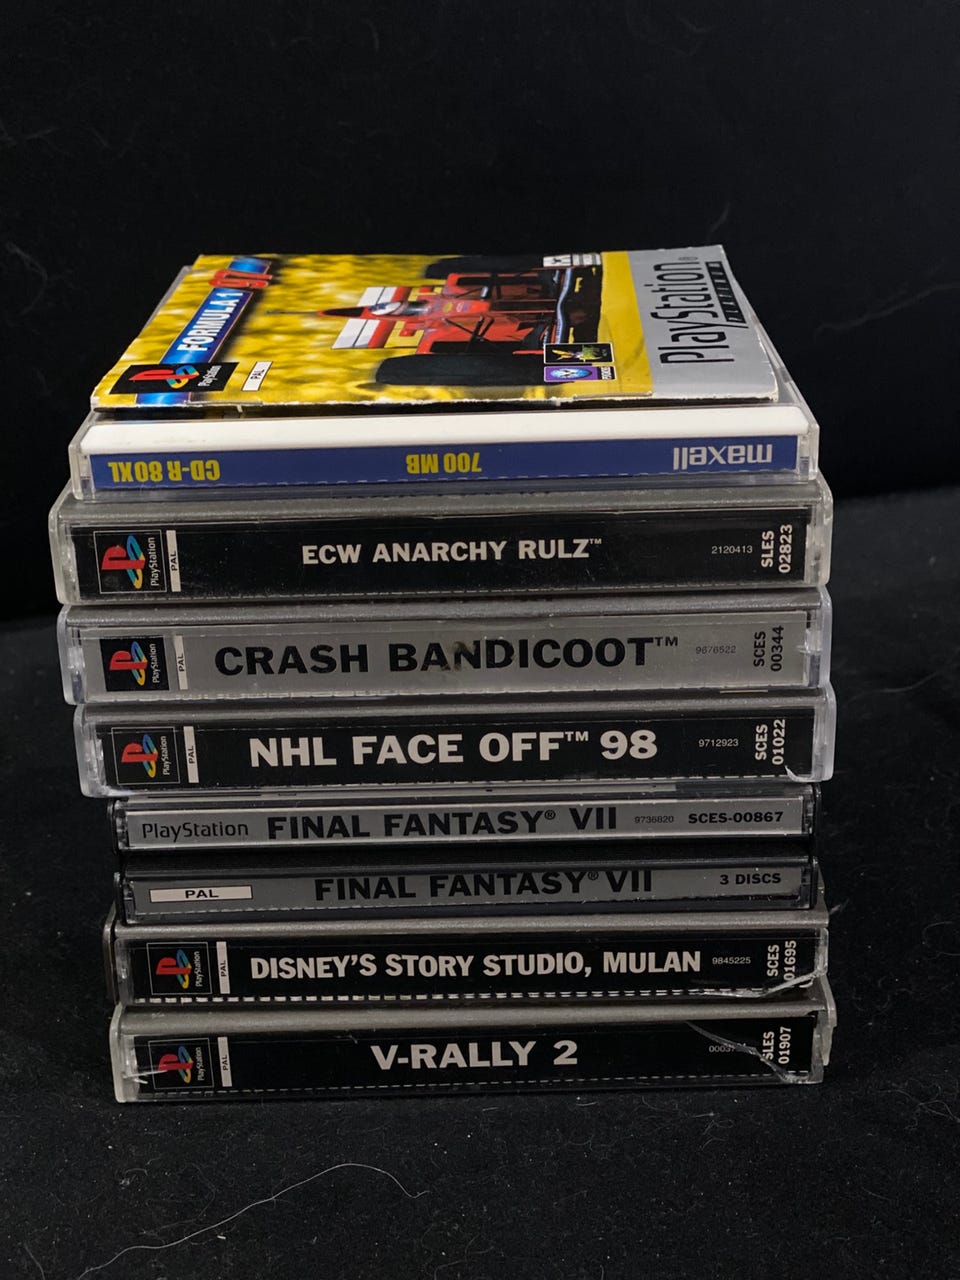 FORMULA 1 97
PlayStation
PAL
PlayStation
PLATINUM
maxell
700 MB
CD-R 80XL
PlayStation
PAL
ECW ANARCHY RULZ™
2120413
SLES
02823
PlayStation
PAL
CRASH BANDICOOT™
9676522
SCES
00344
PlayStation
PAL
NHL FACE OFF™ 98
9712923
SCES
01022
PlayStation FINAL FANTASY® VII 9736820 SCES-00867
PAL FINAL FANTASY® VII 3 DISCS
PlayStation
PAL
DISNEY'S STORY STUDIO, MULAN
9845225
SCES
01695
PlayStation
PAL
V-RALLY 2
SLES
01907